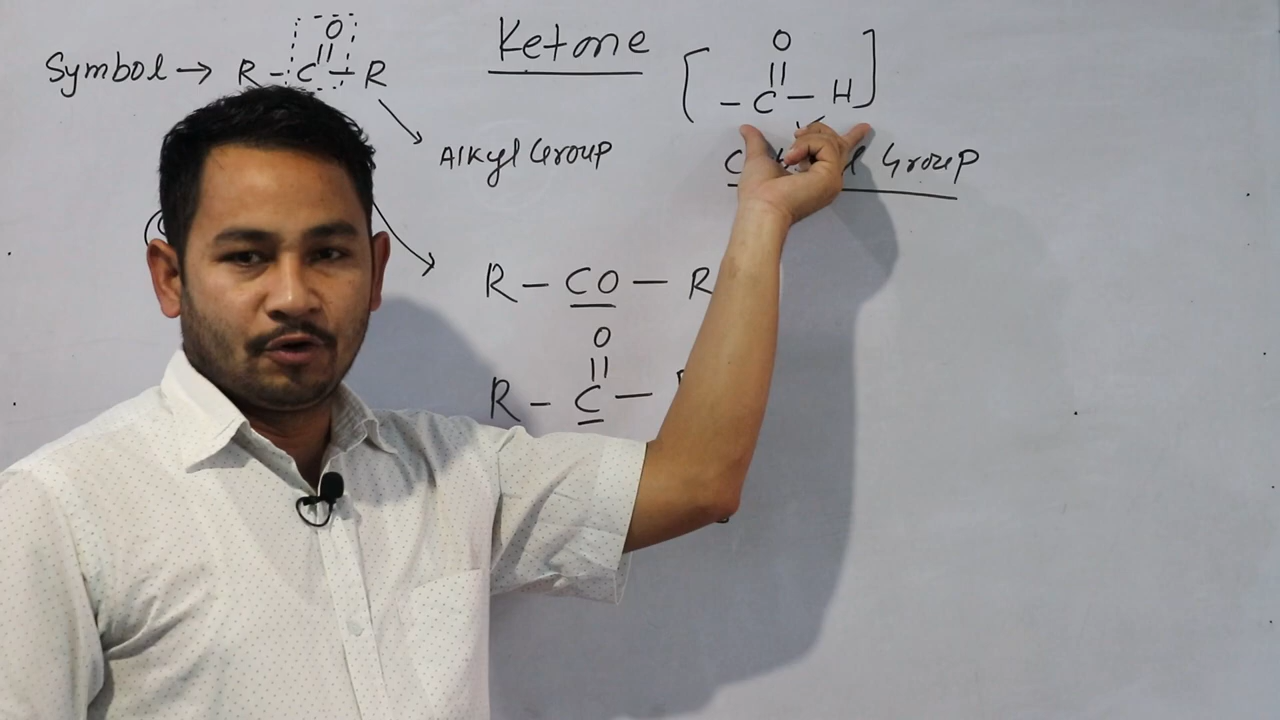 Symbol → R - C - R
O
||
Ketone
[ - C - H ]
O
||
Alkyl Group
Group
R - CO - R
O
||
R - C -